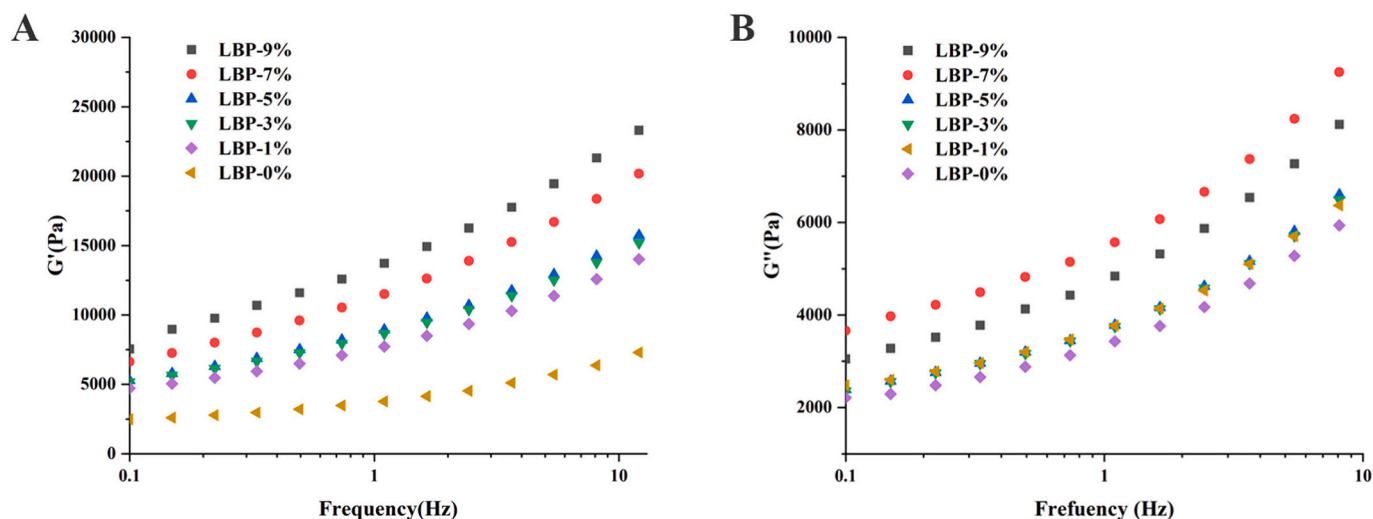 A
30000
25000
20000
15000
10000
5000
0
G'(Pa)
LBP-9%
LBP-7%
LBP-5%
LBP-3%
LBP-1%
LBP-0%
0.1
1
10
Frequency(Hz)
B
10000
8000
6000
4000
2000
G''(Pa)
LBP-9%
LBP-7%
LBP-5%
LBP-3%
LBP-1%
LBP-0%
0.1
1
10
Frefuency (Hz)